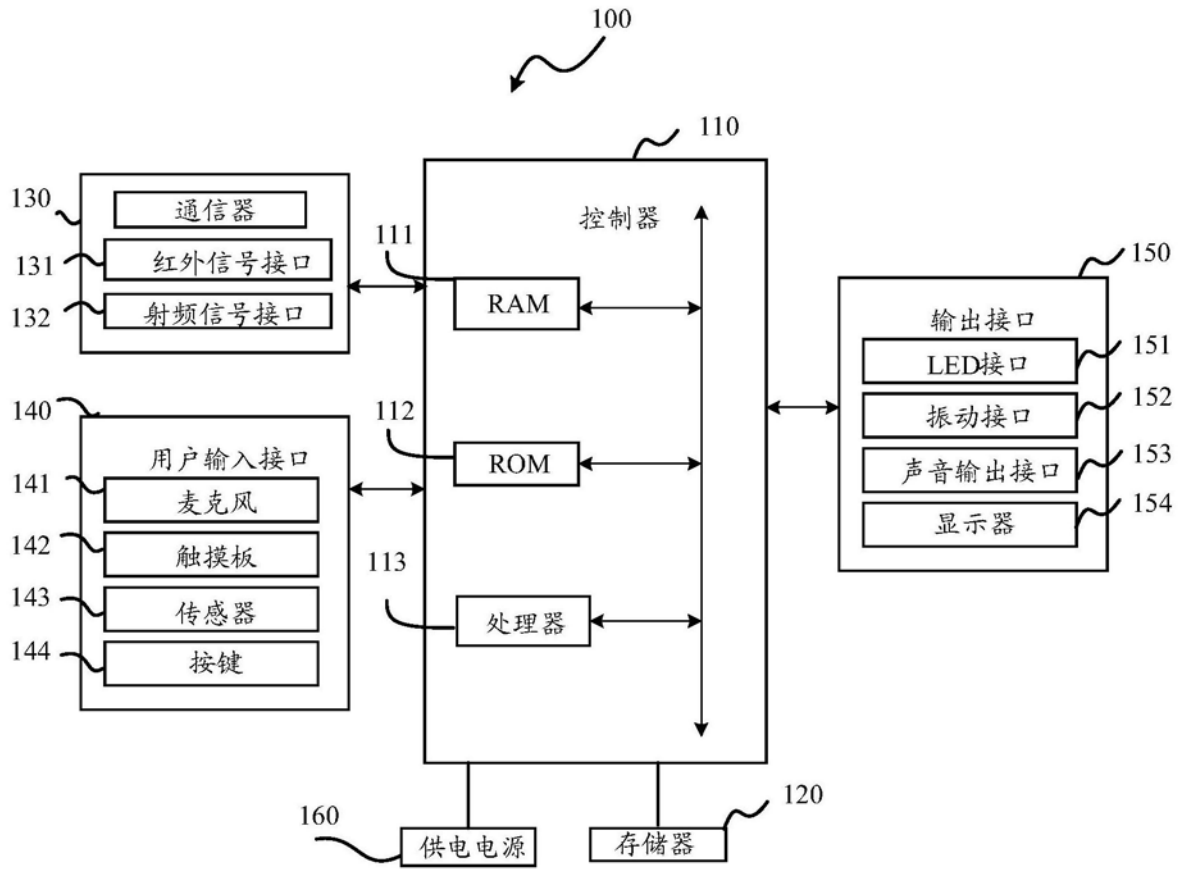 100
110
130
通信器
131
红外信号接口
132
射频信号接口
控制器
111
RAM
112
ROM
113
处理器
140
用户输入接口
141
麦克风
142
触摸板
143
传感器
144
按键
150
输出接口
LED接口
151
振动接口
152
声音输出接口
153
显示器
154
160
供电电源
120
存储器